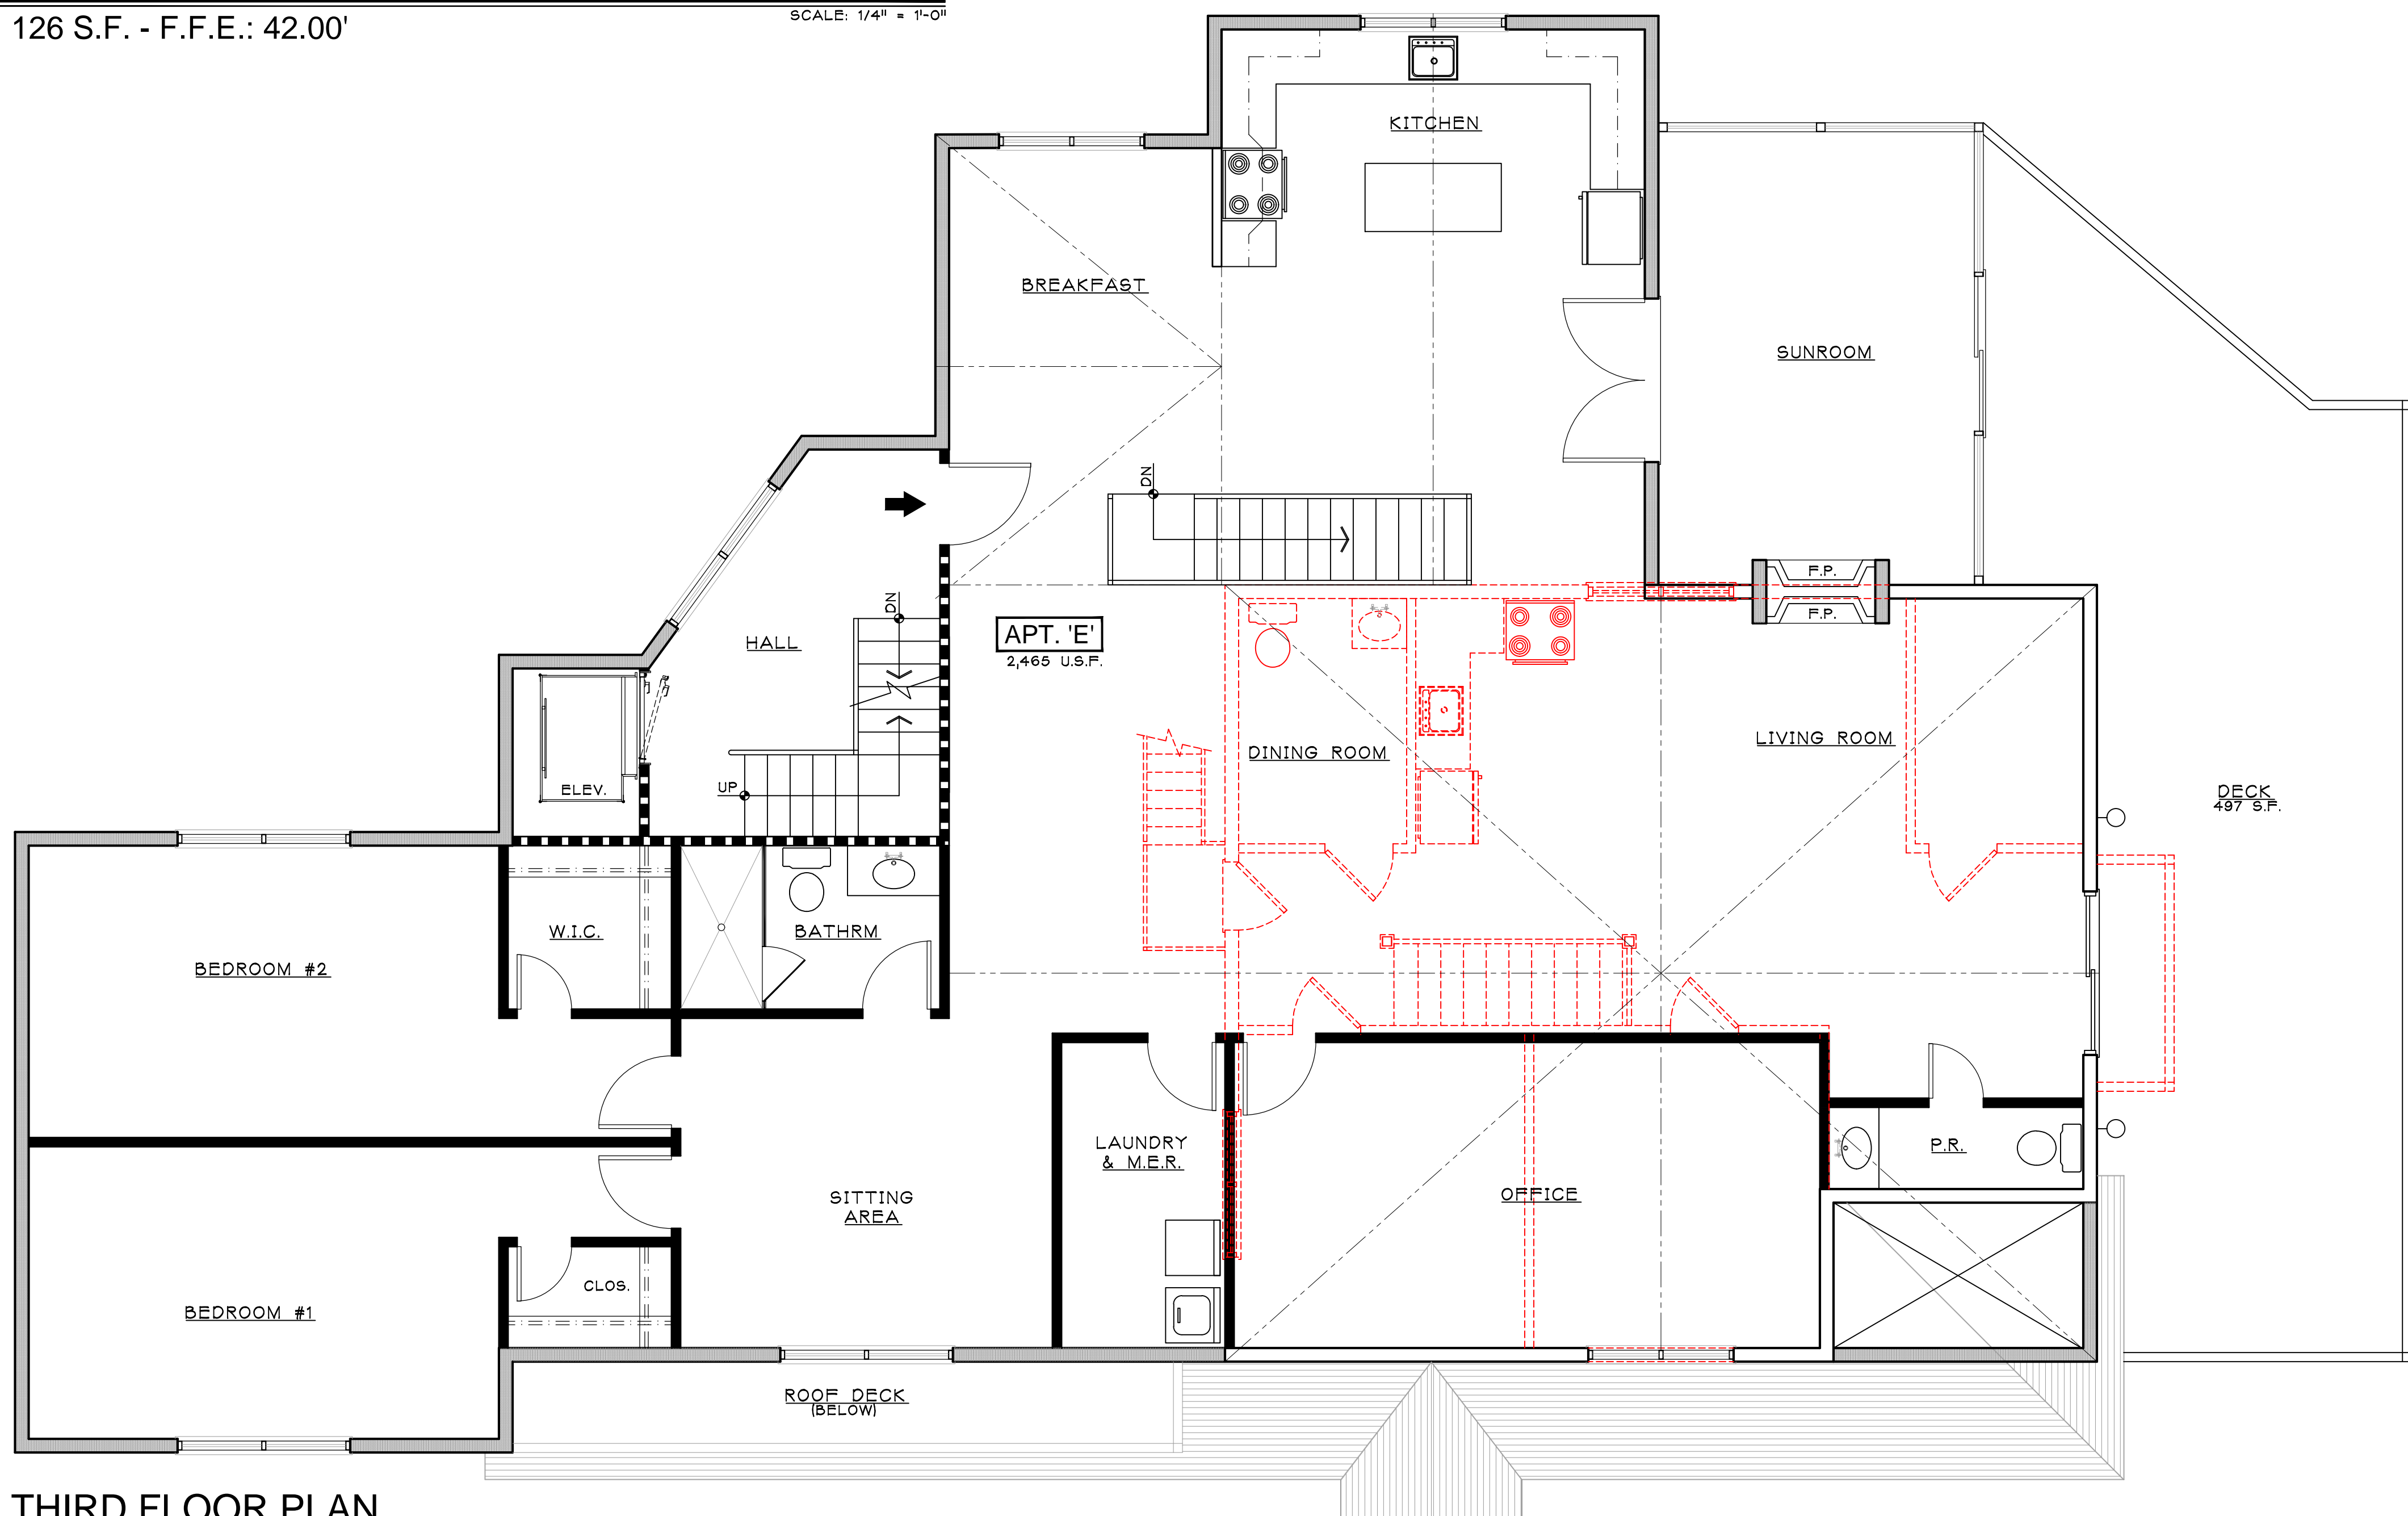 SCALE: 1/4" = 1'-0"
126 S.F. - F.F.E.: 42.00'
KITCHEN
BREAKFAST
SUNROOM
DN
F.P.
F.P.
DN
HALL
APT. 'E'
2,465 U.S.F.
DINING ROOM
LIVING ROOM
ELEV.
UP
DECK
497 S.F.
W.I.C.
BATHRM
BEDROOM #2
LAUNDRY
& M.E.R.
P.R.
SITTING
AREA
OFFICE
CLOS.
BEDROOM #1
ROOF DECK
(BELOW)
THIRD FLOOR PLAN